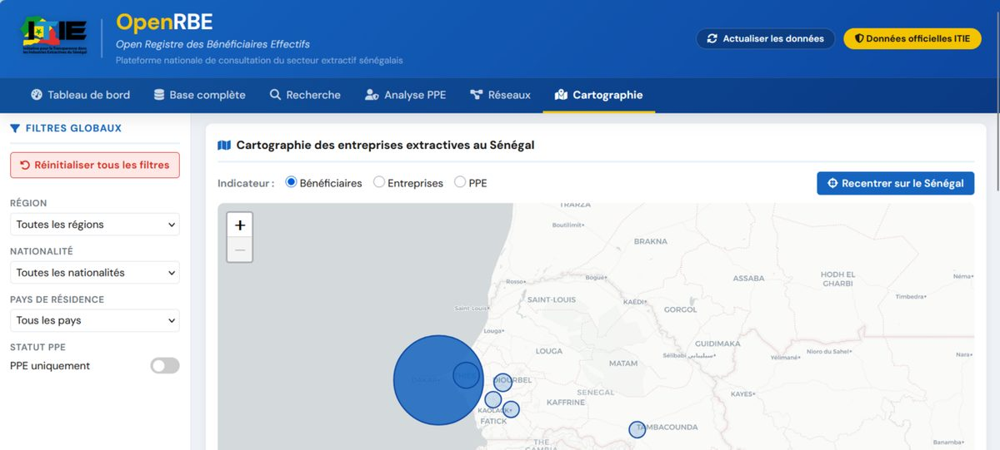 ITIE
Initiative pour la Transparence dans
les Industries Extractives du Sénégal
OpenRBE
Open Registre des Bénéficiaires Effectifs
Plateforme nationale de consultation du secteur extractif sénégalais
Actualiser les données
Données officielles ITIE
Tableau de bord
Base complète
Recherche
Analyse PPE
Réseaux
Cartographie
FILTRES GLOBAUX
Réinitialiser tous les filtres
RÉGION
Toutes les régions
NATIONALITÉ
Toutes les nationalités
PAYS DE RÉSIDENCE
Tous les pays
STATUT PPE
PPE uniquement
Cartographie des entreprises extractives au Sénégal
Indicateur :
Bénéficiaires
Entreprises
PPE
Recentrer sur le Sénégal
+
−
TRARZA
Boutilimit
BRAKNA
ASSABA
HODH EL
GHARBI
Néma
Rosso
Bogué
Timbedra
SAINT-LOUIS
KAÉDI
GORGOL
Saint-Louis
Louga
GUIDIMAKA
LOUGA
Sélibabi سيليبابي
Yélimané
Nioro du Sahel
Nara
MATAM
DAKAR
THIES
DIOURBEL
SENEGAL
KAYES
KAFFRINE
KAOLACK
FATICK
TAMBACOUNDA
THE
GAMBIA
Banamba